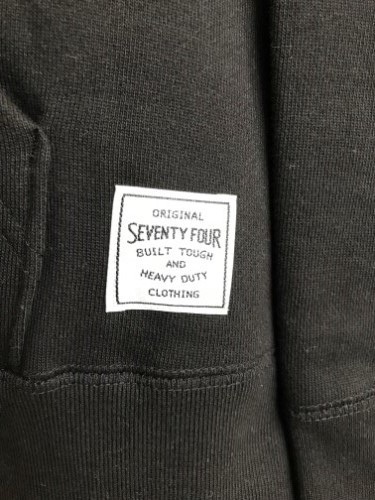 ORIGINAL
SEVENTY FOUR
BUILT TOUGH
AND
HEAVY DUTY
CLOTHING